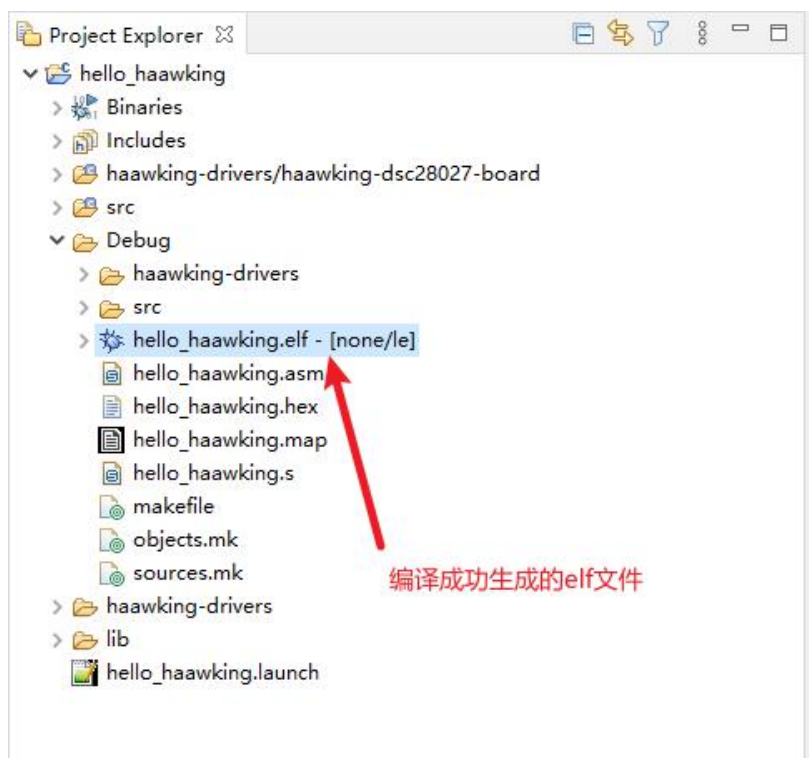 Project Explorer
hello_haawking
Binaries
Includes
haawking-drivers/haawking-dsc28027-board
src
Debug
haawking-drivers
src
hello_haawking.elf - [none/le]
hello_haawking.asm
hello_haawking.hex
hello_haawking.map
hello_haawking.s
makefile
objects.mk
sources.mk
编译成功生成的elf文件
haawking-drivers
lib
hello_haawking.launch